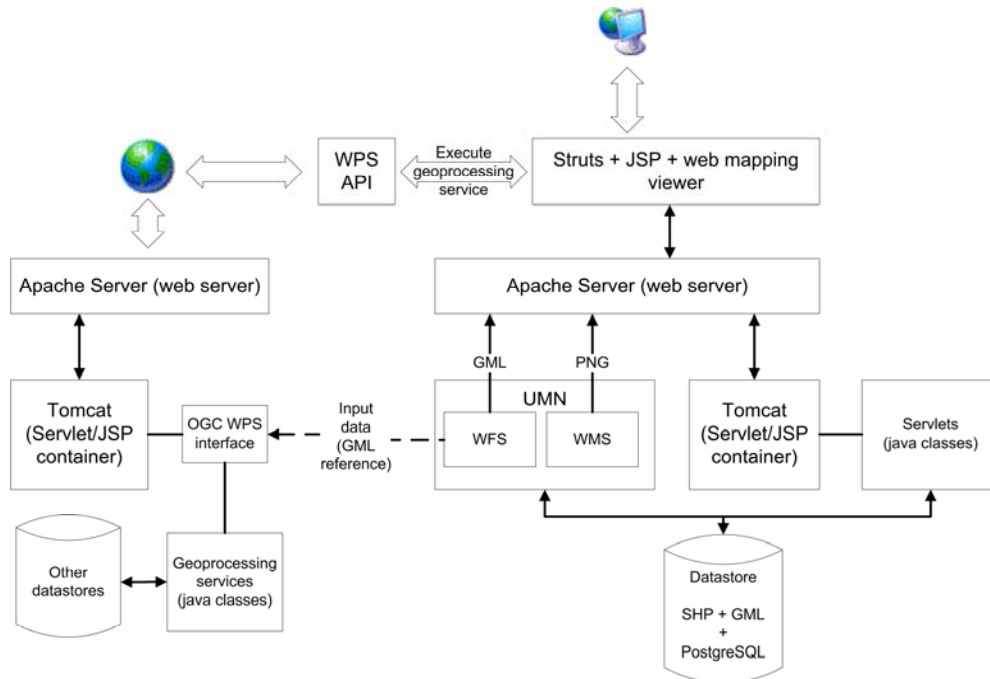 WPS
API
Execute
geoprocessing
service
Struts + JSP + web mapping
viewer
Apache Server (web server)
Apache Server (web server)
GML
PNG
UMN
WFS
WMS
Tomcat
(Servlet/JSP
container)
OGC WPS
interface
Input
data
(GML
reference)
Tomcat
(Servlet/JSP
container)
Servlets
(java classes)
Other
datastores
Geoprocessing
services
(java classes)
Datastore
SHP + GML
+
PostgreSQL